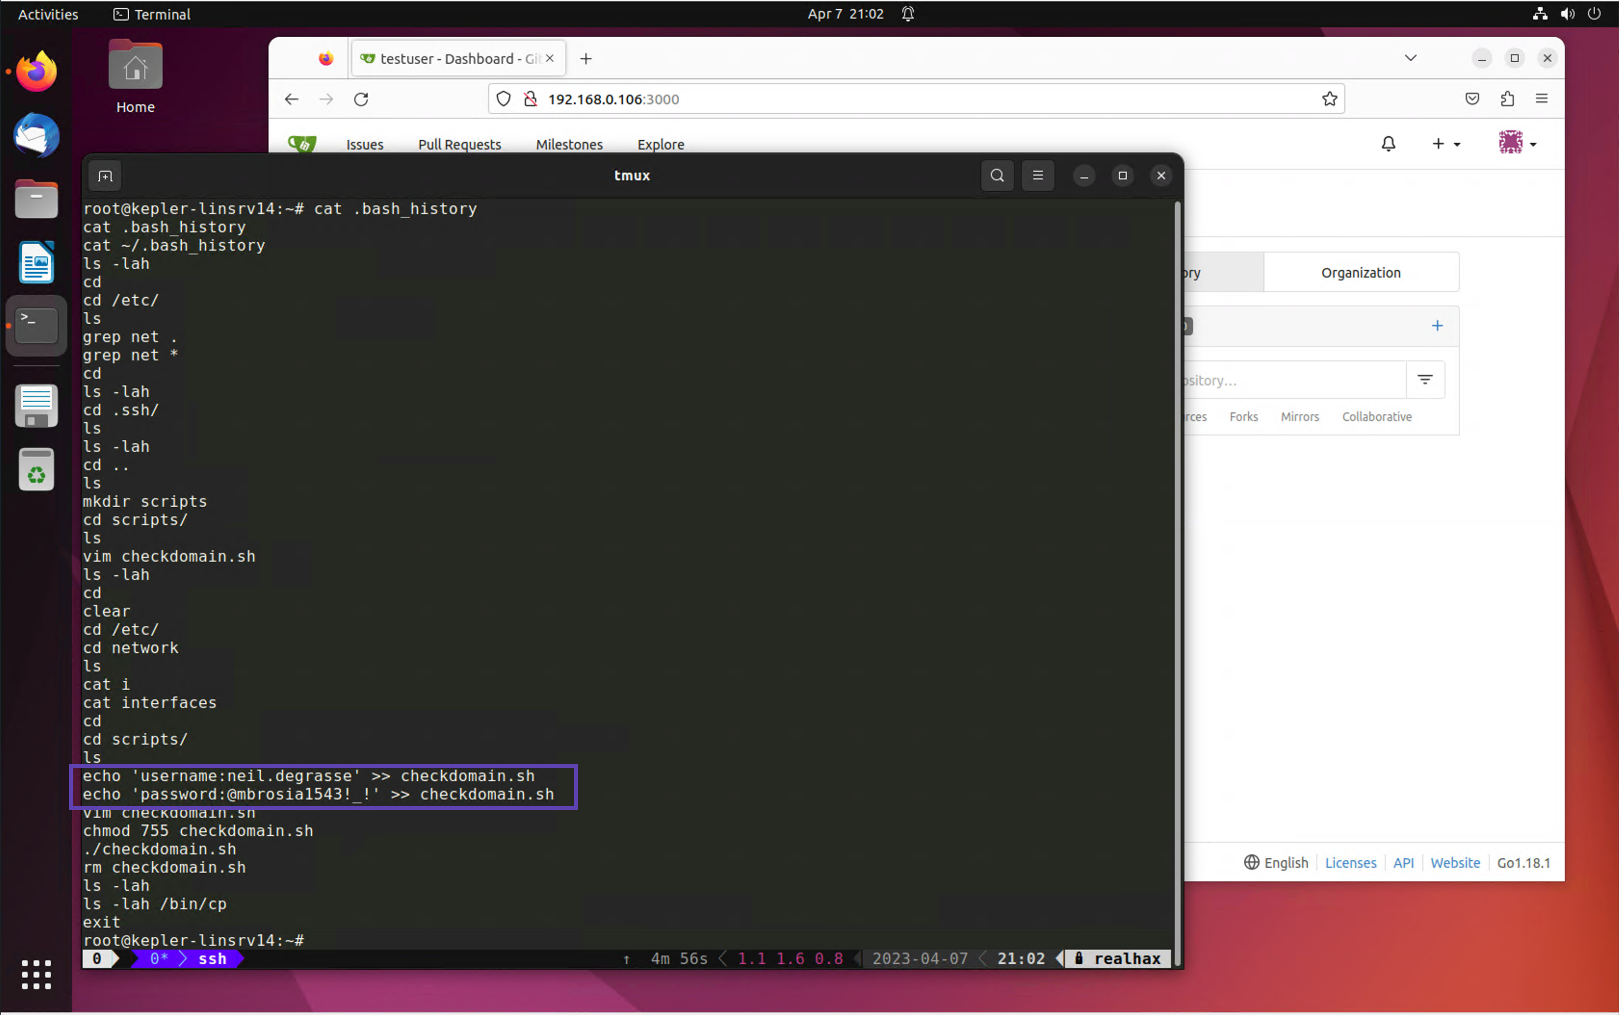 Activities
Terminal
Apr 7 21:02
Home
testuser - Dashboard - Git
192.168.0.106:3000
Issues
Pull Requests
Milestones
Explore
tmux
root@kepler-linsrv14:~# cat .bash_history
cat .bash_history
cat ~/.bash_history
ls -lah
cd
cd /etc/
ls
grep net .
grep net *
cd
ls -lah
cd .ssh/
ls
ls -lah
cd ..
ls
mkdir scripts
cd scripts/
ls
vim checkdomain.sh
ls -lah
cd
clear
cd /etc/
cd network
ls
cat i
cat interfaces
cd
cd scripts/
ls
echo 'username:neil.degrasse' >> checkdomain.sh
echo 'password:@mbrosia1543!_!' >> checkdomain.sh
vim checkdomain.sh
chmod 755 checkdomain.sh
./checkdomain.sh
rm checkdomain.sh
ls -lah
ls -lah /bin/cp
exit
root@kepler-linsrv14:~#
0 0* ssh ↑ 4m 56s 1.1 1.6 0.8 2023-04-07 21:02 realhax
ory
Organization
ository...
rces
Forks
Mirrors
Collaborative
English
Licenses
API
Website
Go1.18.1